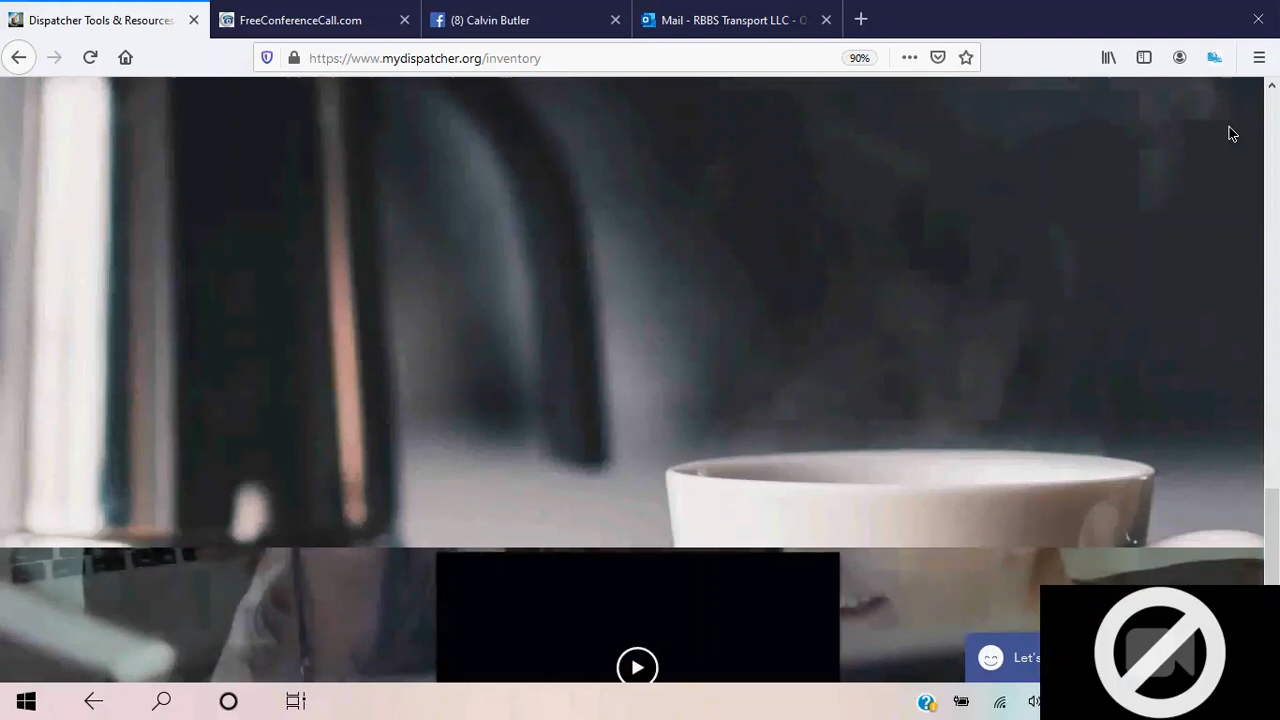 Dispatcher Tools & Resources
FreeConferenceCall.com
(8) Calvin Butler
Mail - RBBS Transport LLC - O
https://www.mydispatcher.org/inventory
90%
Let's